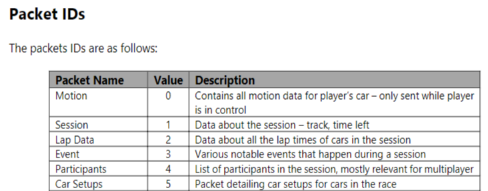 Packet IDs
The packets IDs are as follows:
Packet Name Value Description
Motion 0 Contains all motion data for player's car – only sent while player
is in control
Session 1 Data about the session – track, time left
Lap Data 2 Data about all the lap times of cars in the session
Event 3 Various notable events that happen during a session
Participants 4 List of participants in the session, mostly relevant for multiplayer
Car Setups 5 Packet detailing car setups for cars in the race